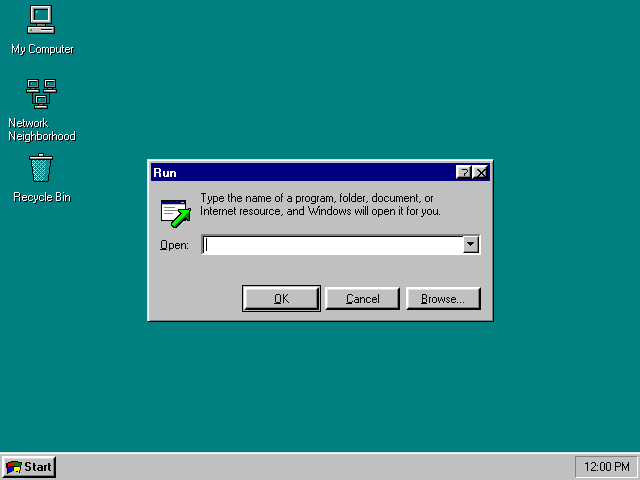 My Computer
Network
Neighborhood
Recycle Bin
Run
Type the name of a program, folder, document, or
Internet resource, and Windows will open it for you.
Open:
OK
Cancel
Browse...
Start
12:00 PM